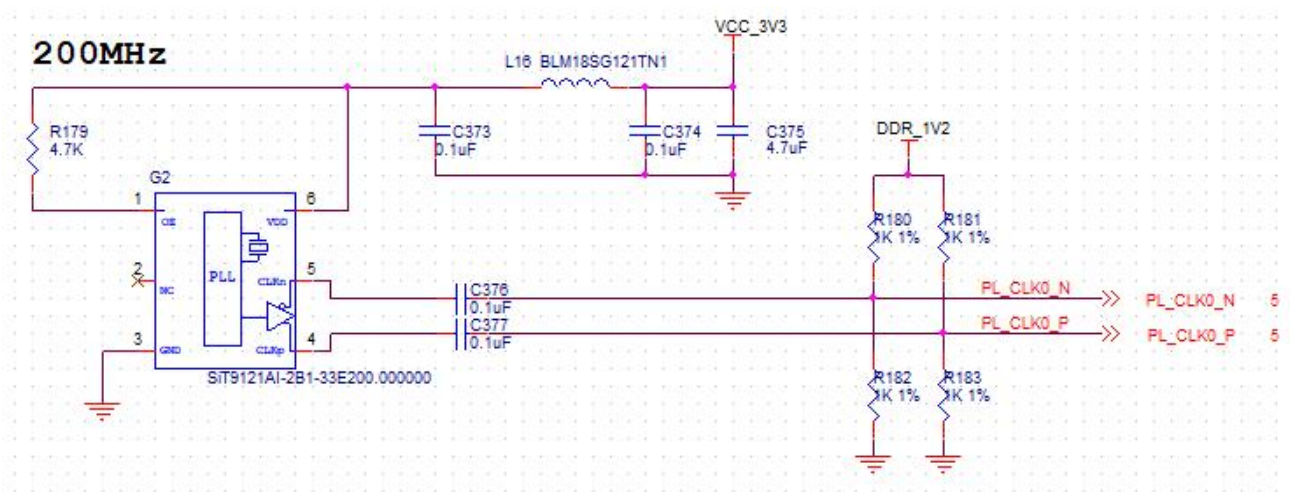 VCC_3V3
200MHz
L16 BLM18SG121TN1
R179
4.7K
C373
0.1uF
C374
0.1uF
C375
4.7uF
DDR_1V2
G2
1
OE
6
VDD
R180
1K 1%
R181
1K 1%
2
NC
PLL
5
CLKn
C376
0.1uF
PL_CLK0_N
PL_CLK0_N 5
C377
0.1uF
PL_CLK0_P
PL_CLK0_P 5
3
GND
4
CLKp
SiT9121AI-2B1-33E200.000000
R182
1K 1%
R183
1K 1%